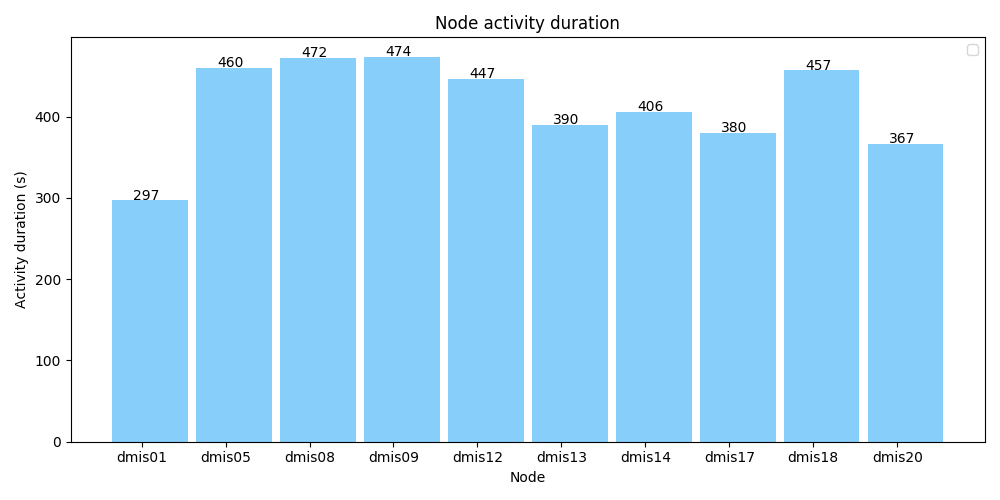 Node activity duration
Activity duration (s)
400
300
200
100
0
297
460
472
474
447
390
406
380
457
367
dmis01
dmis05
dmis08
dmis09
dmis12
dmis13
dmis14
dmis17
dmis18
dmis20
Node